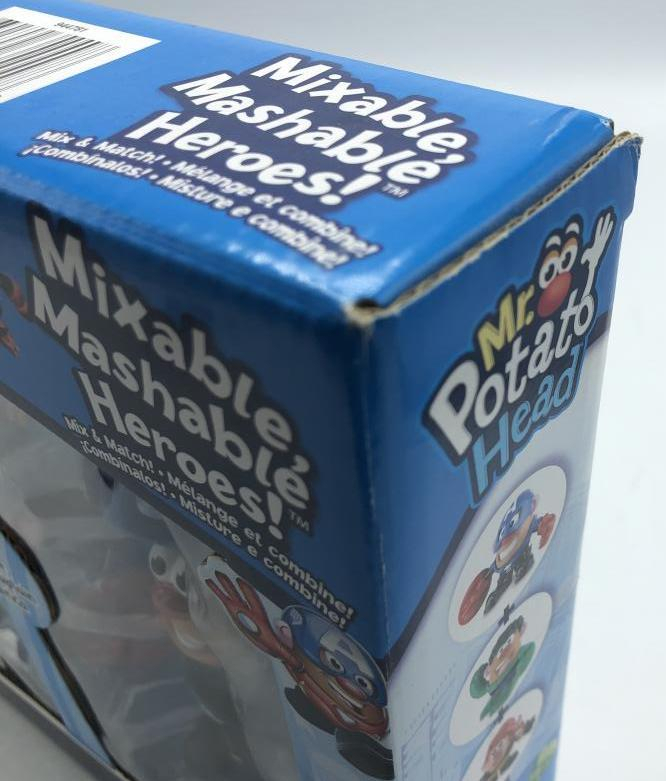 944781
Mixable,
Mashable
Heroes!™
Mix & Match! • Mélange et combine!
¡Combínalos! • Misture e combine!
Mixable,
Mashable
Heroes!™
Mix & Match! • Mélange et combine!
¡Combínalos! • Misture e combine!
Mr.
Potato
Head